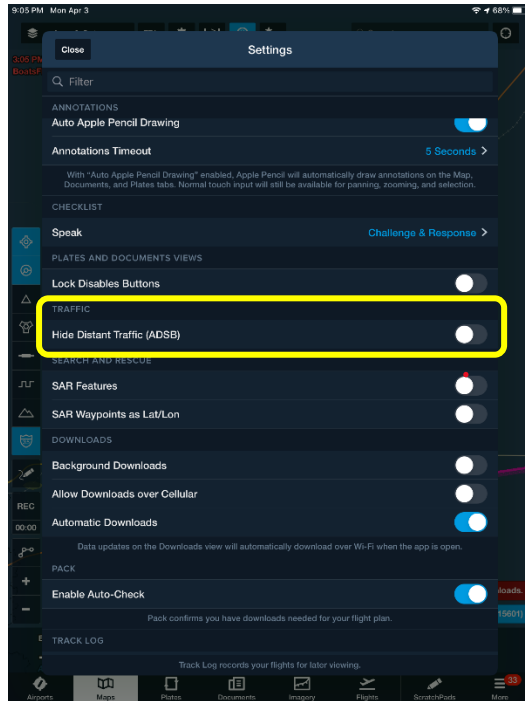 9:05 PM Mon Apr 3
68%
Close
Settings
3:05 PM
BoatsF
Filter
ANNOTATIONS
Auto Apple Pencil Drawing
Annotations Timeout
5 Seconds >
With "Auto Apple Pencil Drawing" enabled, Apple Pencil will automatically draw annotations on the Map,
Documents, and Plates tabs. Normal touch input will still be available for panning, zooming, and selection.
CHECKLIST
Speak
Challenge & Response >
PLATES AND DOCUMENTS VIEWS
Lock Disables Buttons
TRAFFIC
Hide Distant Traffic (ADSB)
SEARCH AND RESCUE
SAR Features
SAR Waypoints as Lat/Lon
DOWNLOADS
Background Downloads
Allow Downloads over Cellular
REC
00:00
Automatic Downloads
Data updates on the Downloads view will automatically download over Wi-Fi when the app is open.
PACK
Enable Auto-Check
loads.
Pack confirms you have downloads needed for your flight plan.
15601)
TRACK LOG
Track Log records your flights for later viewing.
Airports
Maps
Plates
Documents
Imagery
Flights
ScratchPads
33
More